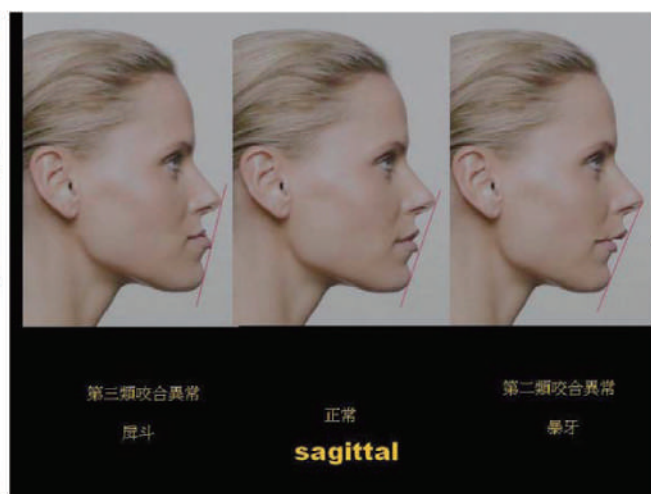 第三類咬合異常
戽斗
正常
sagittal
第二類咬合異常
暴牙